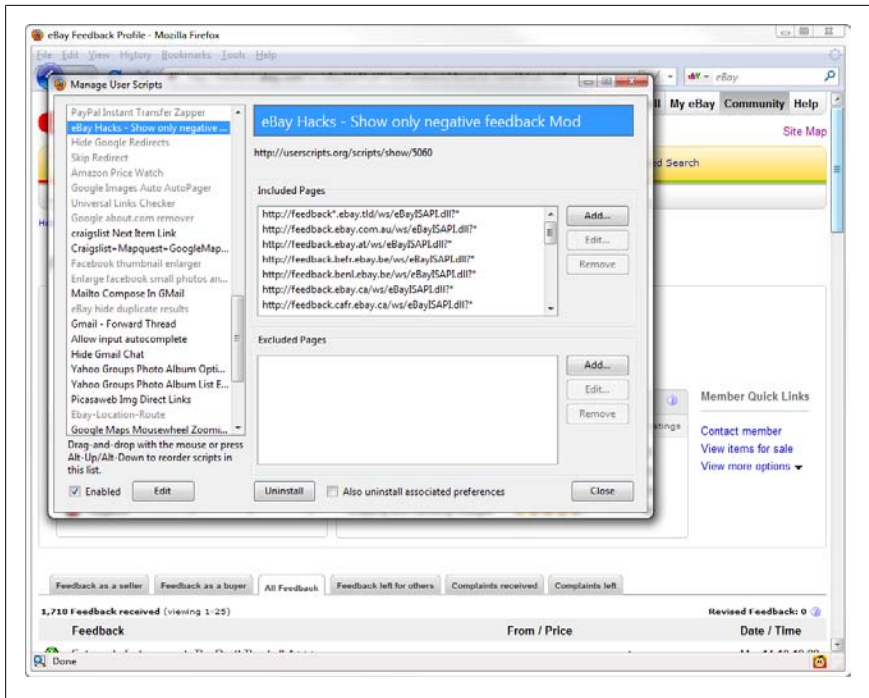 eBay Feedback Profile - Mozilla Firefox
File Edit View History Bookmarks Tools Help
eBay
Manage User Scripts
My eBay Community Help
Site Map
Search
PayPal Instant Transfer Zapper
eBay Hacks - Show only negative ...
Hide Google Redirects
Skip Redirect
Amazon Price Watch
Google Images Auto AutoPager
Universal Links Checker
Google about.com remover
craigslist Next Item Link
Craigslist+Mapquest+GoogleMap...
Facebook thumbnail enlarger
Enlarge facebook small photos an...
Mailto Compose In GMail
eBay hide duplicate results
Gmail - Forward Thread
Allow input autocomplete
Hide Gmail Chat
Yahoo Groups Photo Album Opti...
Yahoo Groups Photo Album List E...
Picasaweb Img Direct Links
Ebay-Location-Route
Google Maps Mousewheel Zoomi...
Drag-and-drop with the mouse or press
Alt-Up/Alt-Down to reorder scripts in
this list.
Enabled
Edit
eBay Hacks - Show only negative feedback Mod
http://userscripts.org/scripts/show/5060
Included Pages
http://feedback*.ebay.tld/ws/eBayISAPI.dll?*
http://feedback.ebay.com.au/ws/eBayISAPI.dll?*
http://feedback.ebay.at/ws/eBayISAPI.dll?*
http://feedback.befr.ebay.be/ws/eBayISAPI.dll?*
http://feedback.benl.ebay.be/ws/eBayISAPI.dll?*
http://feedback.ebay.ca/ws/eBayISAPI.dll?*
http://feedback.cafr.ebay.ca/ws/eBayISAPI.dll?*
Add...
Edit...
Remove
Excluded Pages
Add...
Edit...
Remove
Uninstall
Also uninstall associated preferences
Close
Member Quick Links
Contact member
View items for sale
View more options
Feedback as a seller
Feedback as a buyer
All Feedback
Feedback left for others
Complaints received
Complaints left
1,710 Feedback received (viewing 1-25)
Revised Feedback: 0
Feedback
From / Price
Date / Time
Done